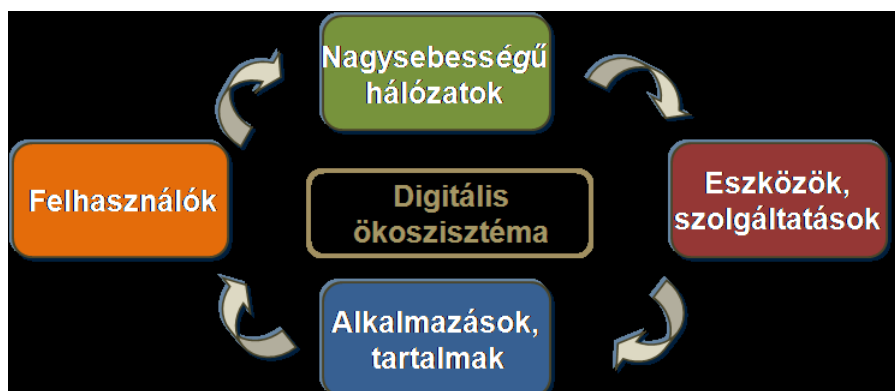 Nagysebességű
hálózatok
Felhasználók
Digitális
ökoszisztéma
Eszközök,
szolgáltatások
Alkalmazások,
tartalmak